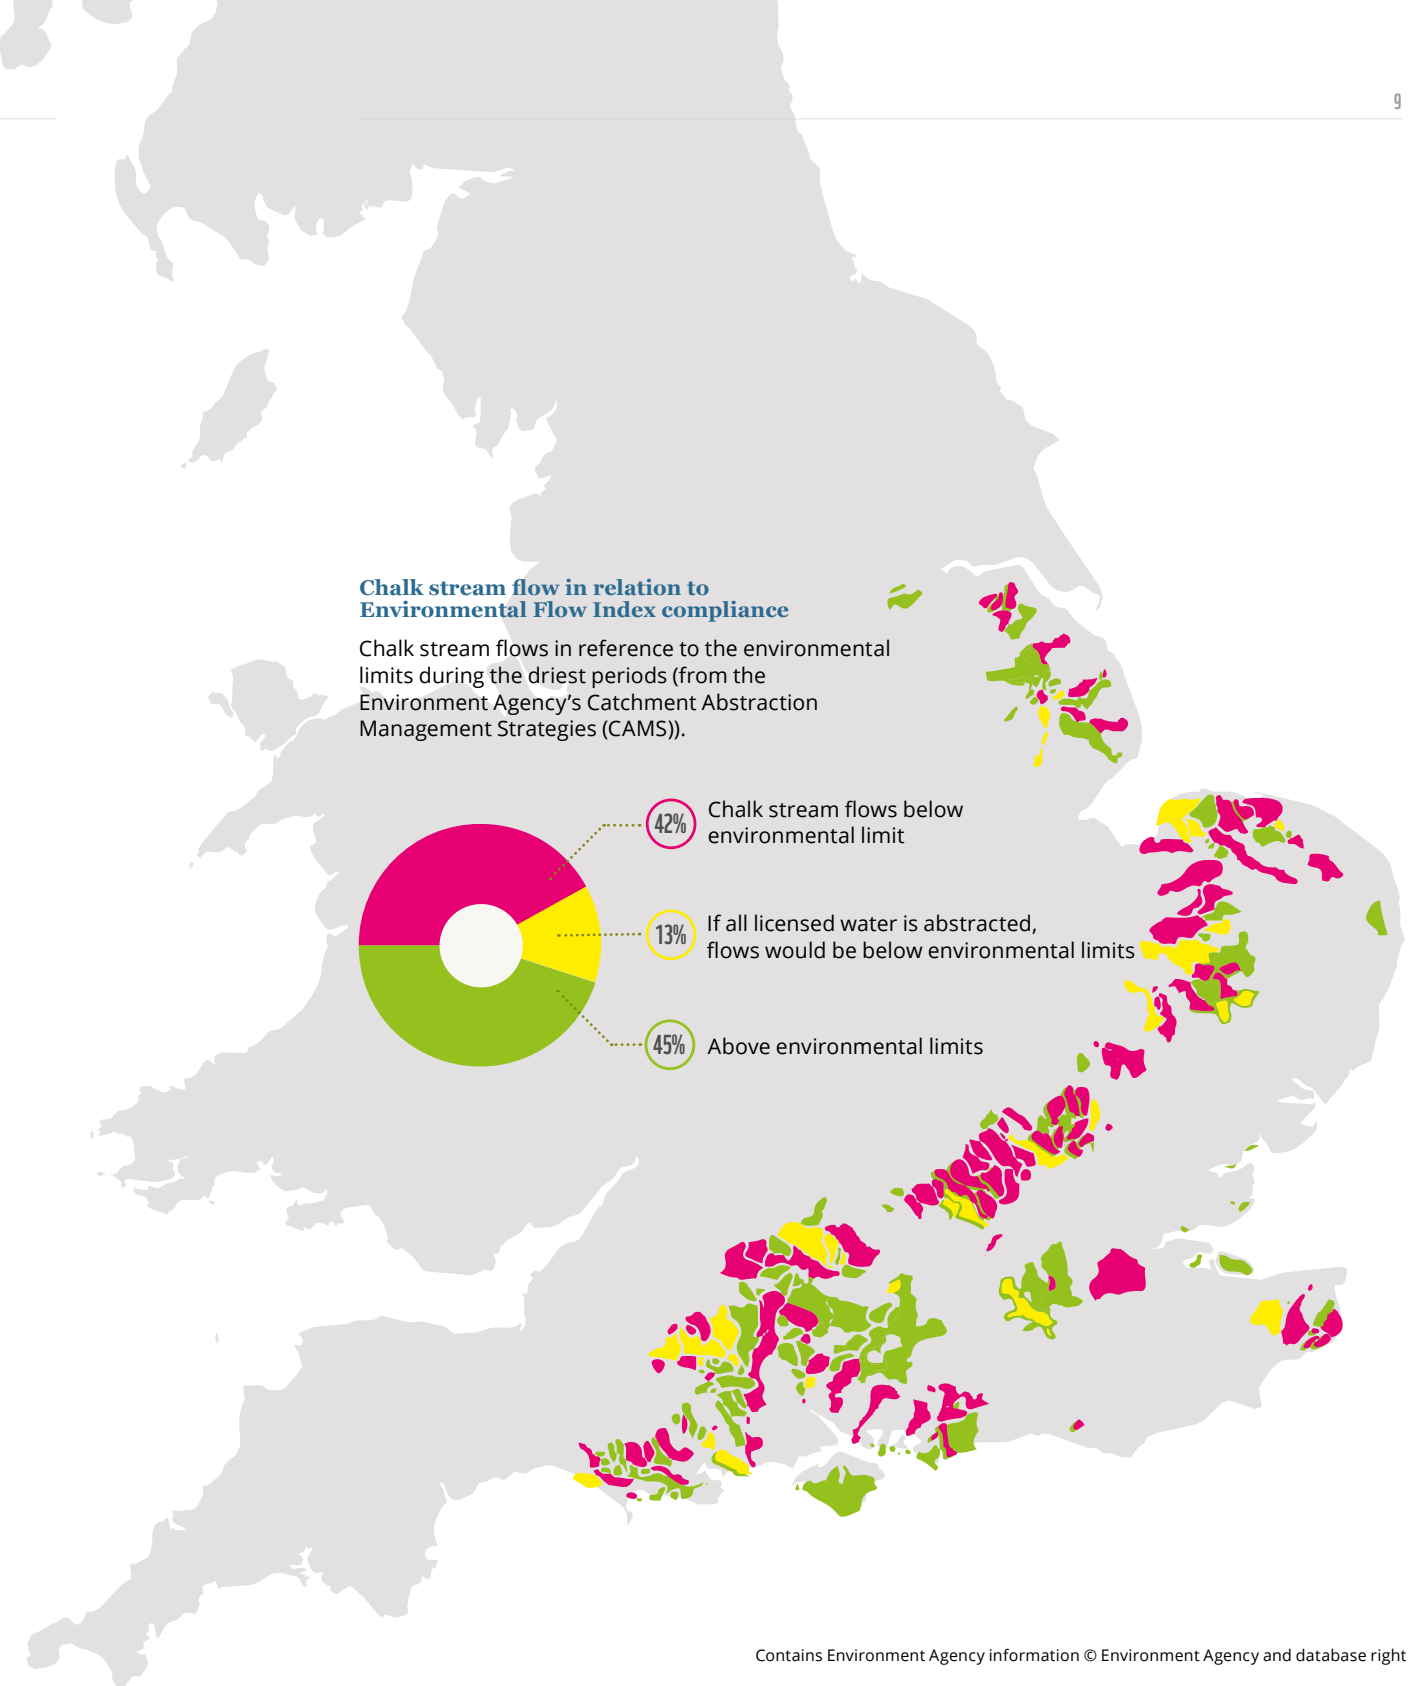 9
Chalk stream flow in relation to
Environmental Flow Index compliance
Chalk stream flows in reference to the environmental
limits during the driest periods (from the
Environment Agency’s Catchment Abstraction
Management Strategies (CAMS)).
42%
Chalk stream flows below
environmental limit
13%
If all licensed water is abstracted,
flows would be below environmental limits
45%
Above environmental limits
Contains Environment Agency information © Environment Agency and database right